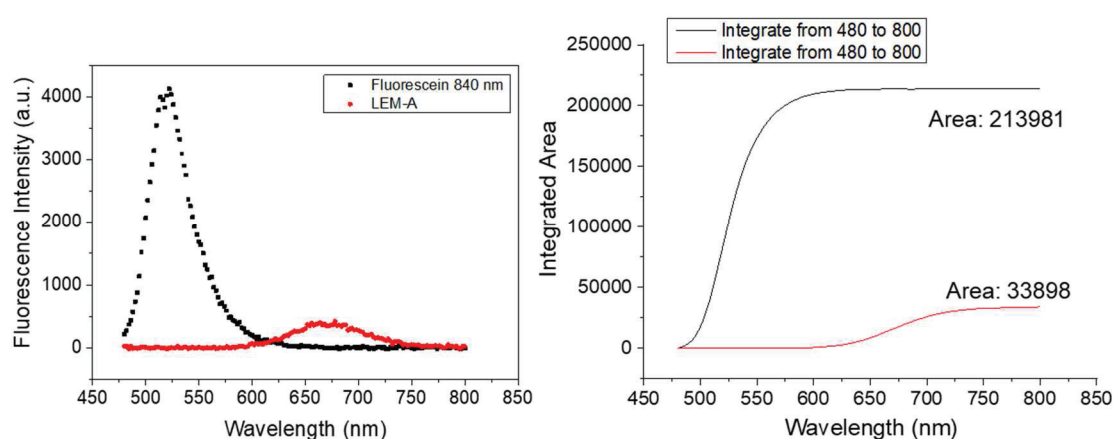 Fluorescence Intensity (a.u.)
4000
3000
2000
1000
0
Fluorescein 840 nm
LEM-A
450 500 550 600 650 700 750 800 850
Wavelength (nm)
Integrate from 480 to 800
Integrate from 480 to 800
Integrated Area
250000
200000
150000
100000
50000
0
Area: 213981
Area: 33898
450 500 550 600 650 700 750 800 850
Wavelength (nm)